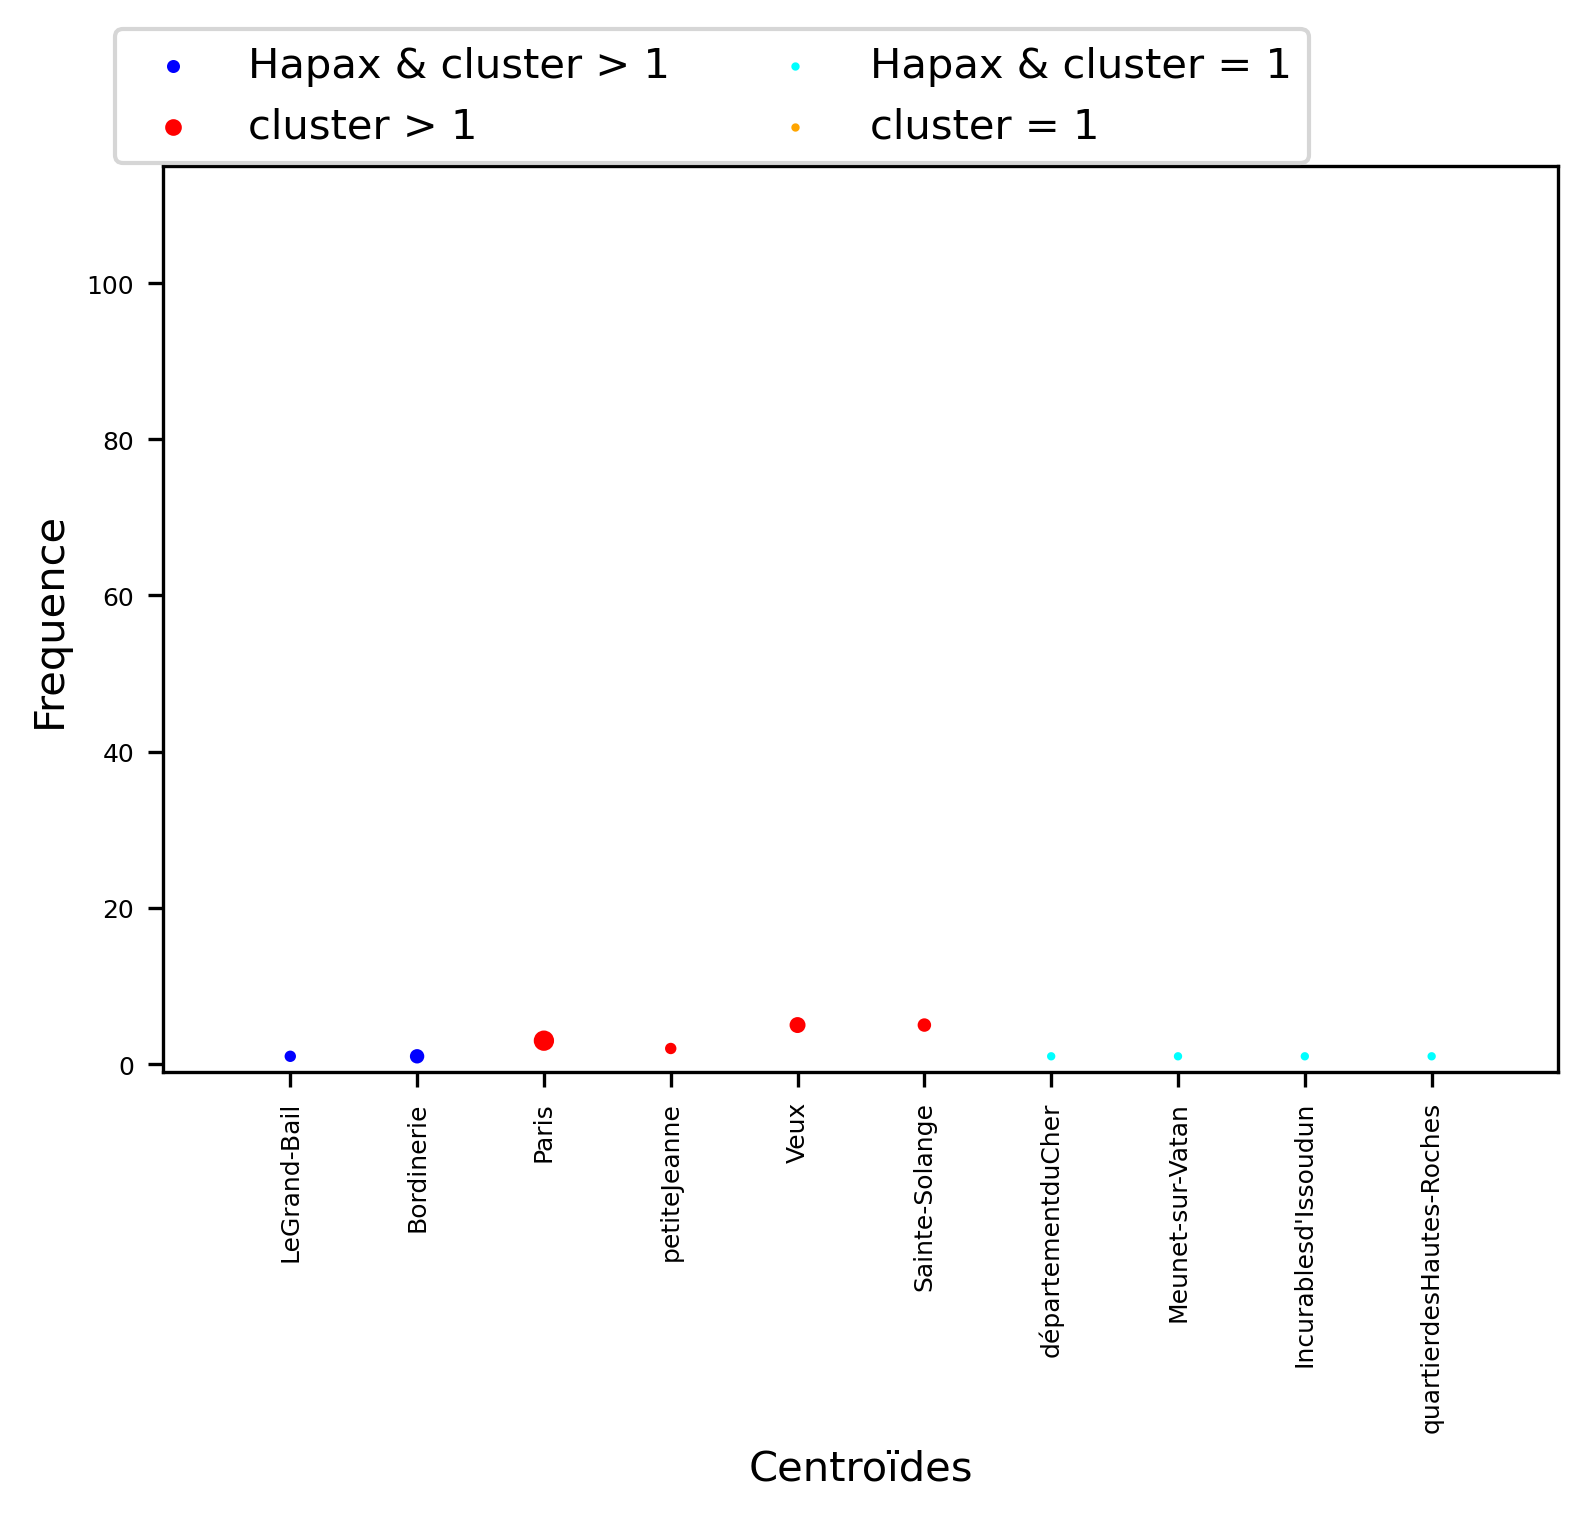 Hapax & cluster > 1
cluster > 1
Hapax & cluster = 1
cluster = 1
Frequence
100
80
60
40
20
0
LeGrand-Bail
Bordinerie
Paris
petiteJeanne
Veux
Sainte-Solange
départementduCher
Meunet-sur-Vatan
Incurablesd'Issoudun
quartierdesHautes-Roches
Centroïdes